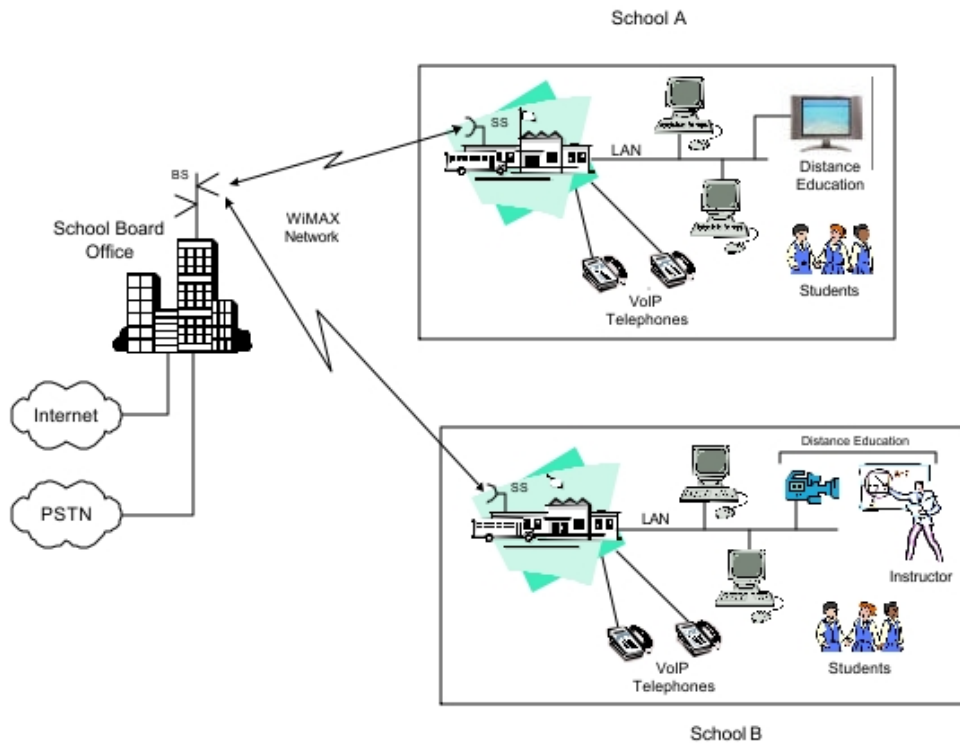 School A
SS
LAN
Distance
Education
BS
WiMAX
Network
School Board
Office
VoIP
Telephones
Students
Internet
PSTN
Distance Education
SS
LAN
Instructor
VoIP
Telephones
Students
School B